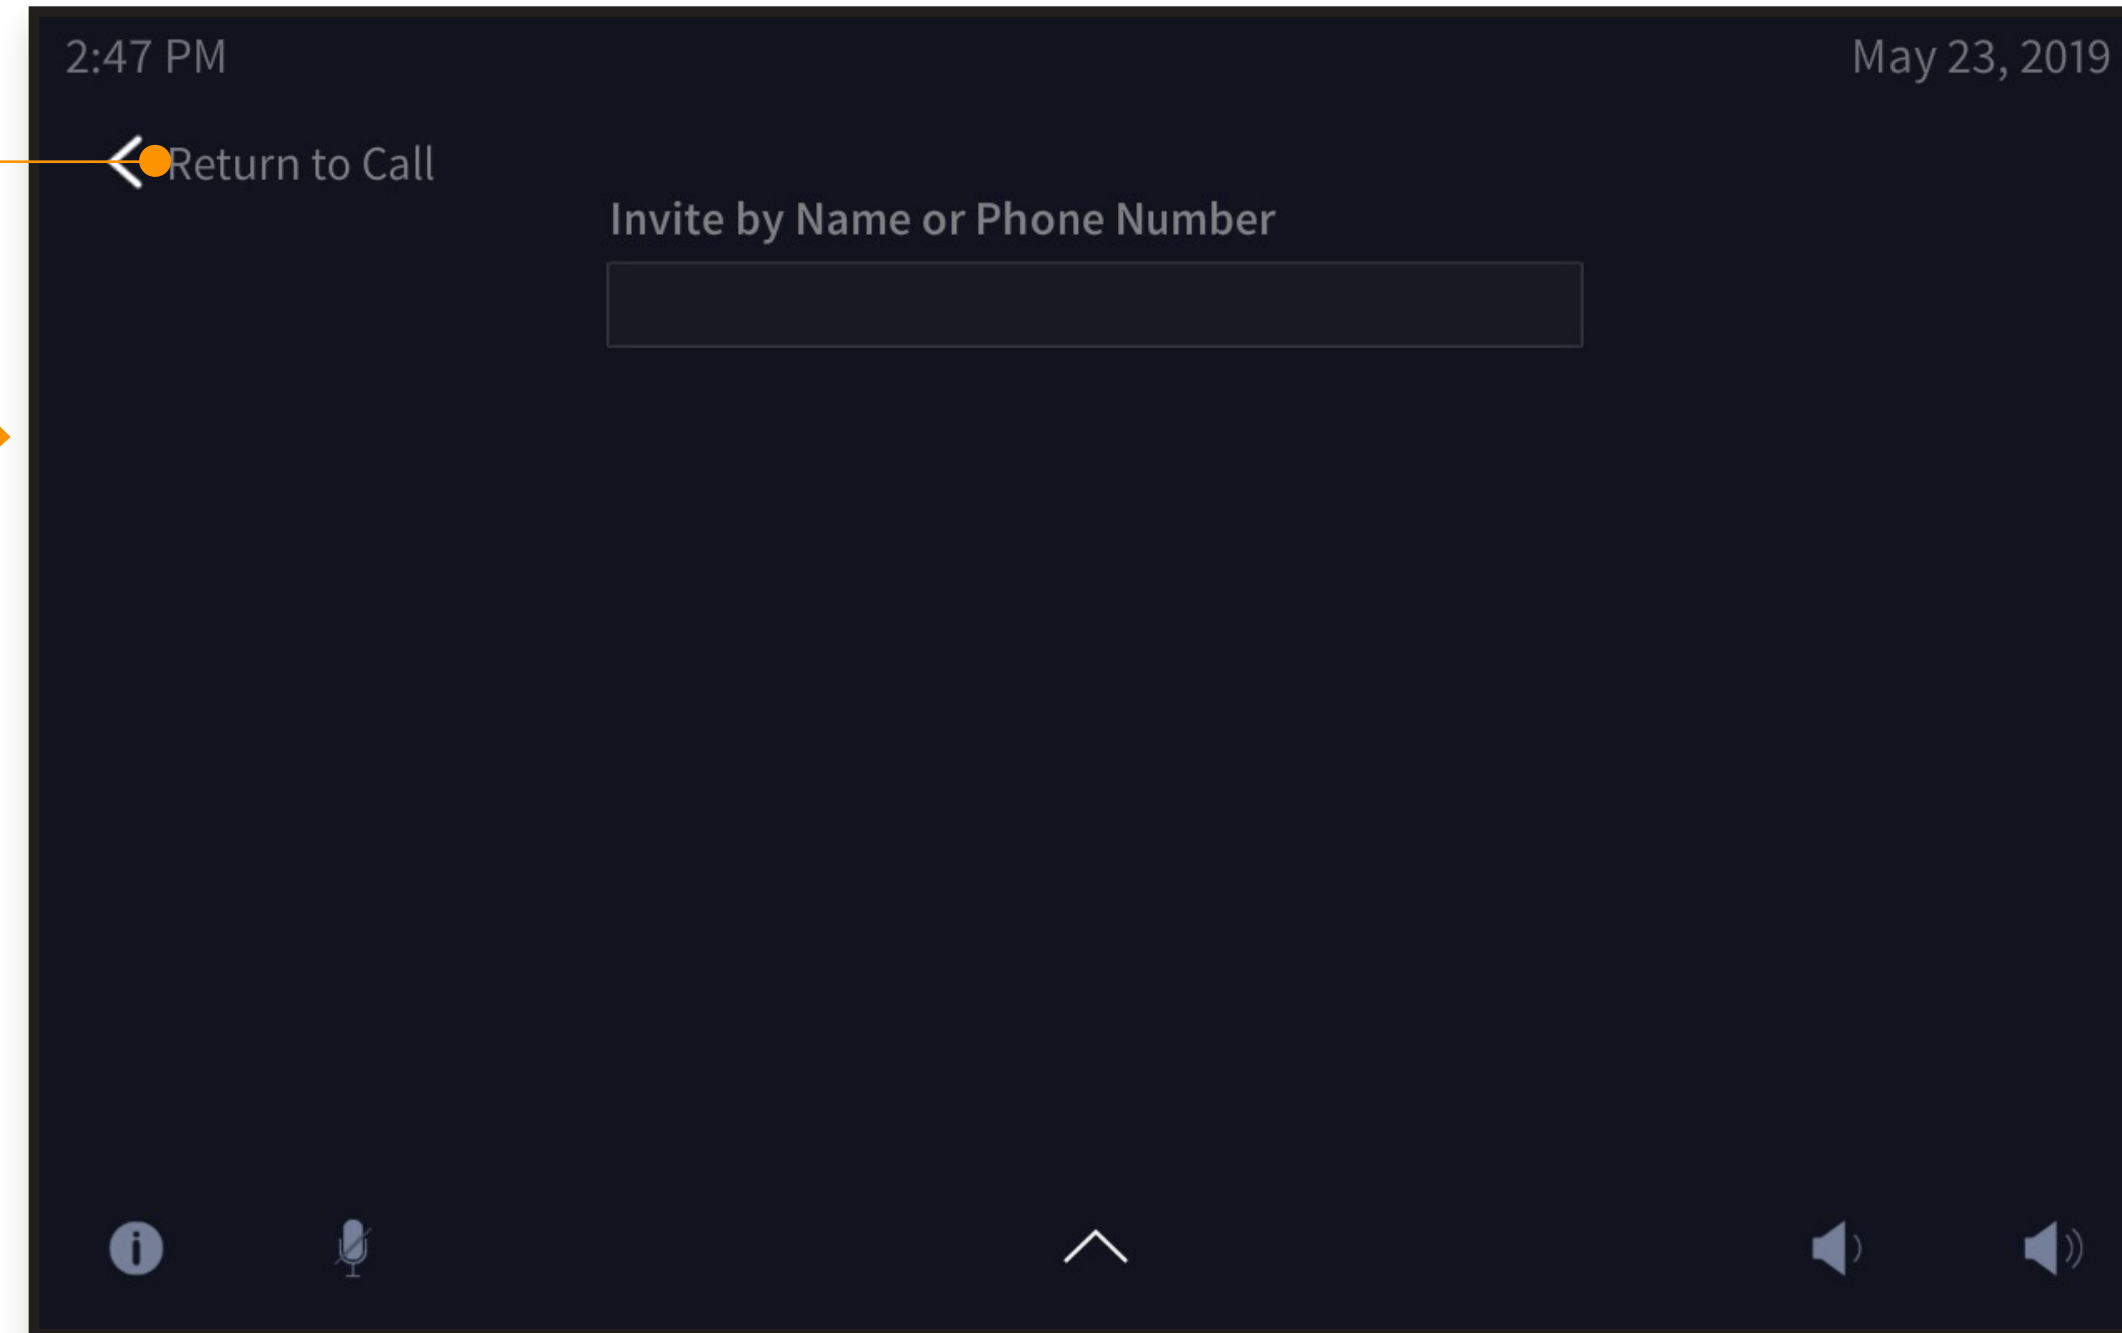 2:47 PM
May 23, 2019
Return to Call
Invite by Name or Phone Number